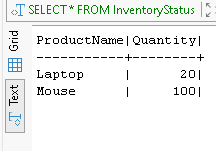 SELECT * FROM InventoryStatus
Grid
Text
ProductName|Quantity|
-----------+--------+
Laptop     |      20|
Mouse      |     100|